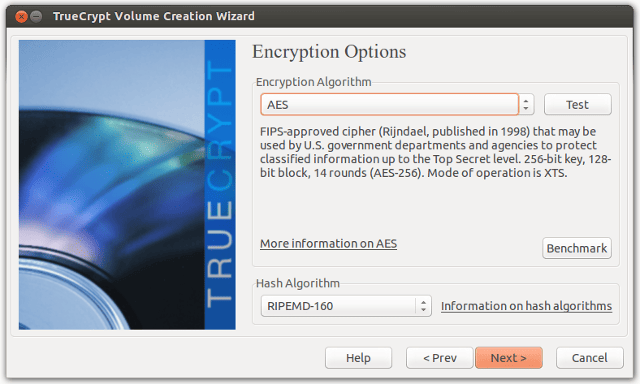 TrueCrypt Volume Creation Wizard
TRUECRYPT
Encryption Options
Encryption Algorithm
AES
Test
FIPS-approved cipher (Rijndael, published in 1998) that may be
used by U.S. government departments and agencies to protect
classified information up to the Top Secret level. 256-bit key, 128-
bit block, 14 rounds (AES-256). Mode of operation is XTS.
More information on AES
Benchmark
Hash Algorithm
RIPEMD-160
Information on hash algorithms
Help
< Prev
Next >
Cancel